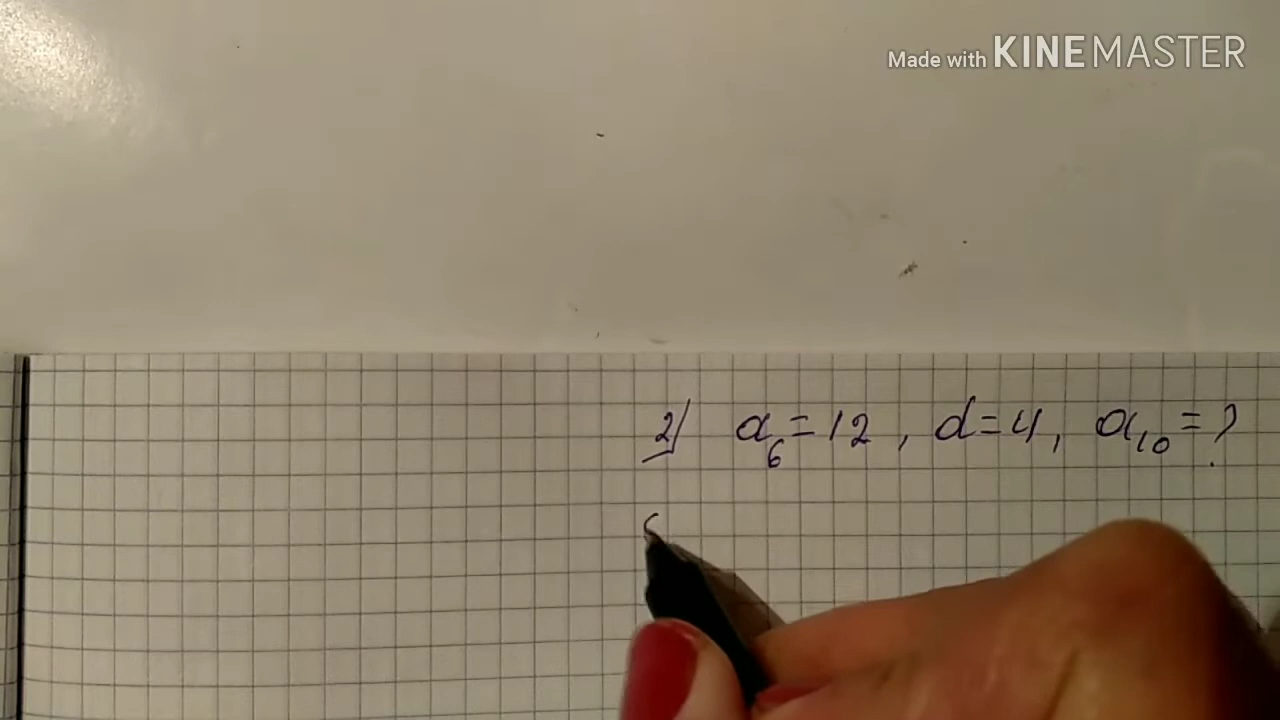 Made with KINEMASTER
2) a₆=12, d=4, a₁₀=?